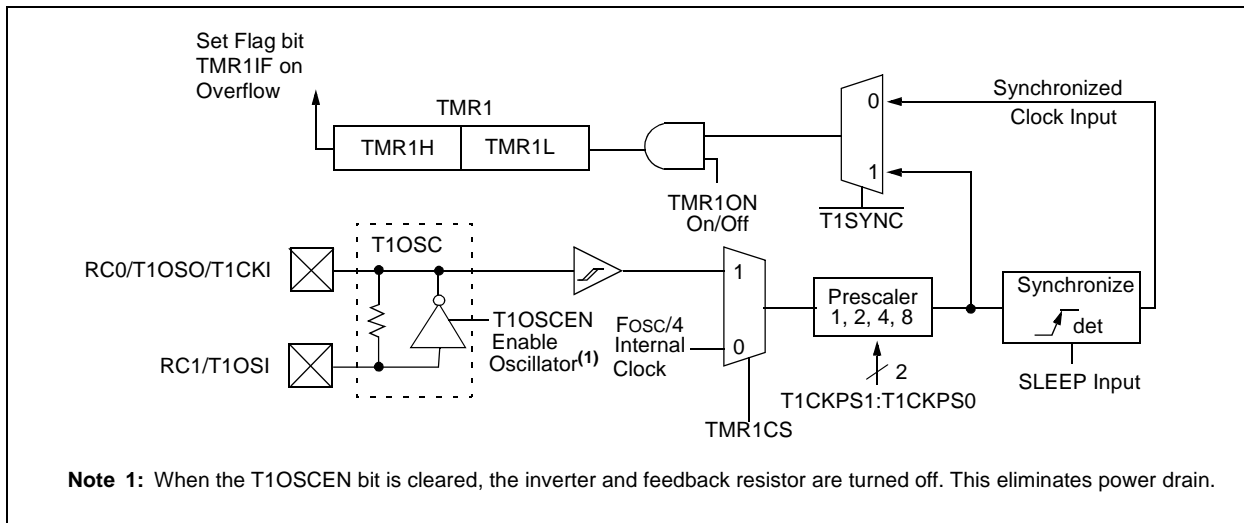 Set Flag bit
TMR1IF on
Overflow
TMR1
TMR1H
TMR1L
TMR1ON
On/Off
0
1
T1SYNC
Synchronized
Clock Input
T1OSC
RC0/T1OSO/T1CKI
RC1/T1OSI
T1OSCEN
Enable
Oscillator(1)
FOSC/4
Internal
Clock
1
0
TMR1CS
Prescaler
1, 2, 4, 8
2
T1CKPS1:T1CKPS0
Synchronize
det
SLEEP Input
Note 1: When the T1OSCEN bit is cleared, the inverter and feedback resistor are turned off. This eliminates power drain.